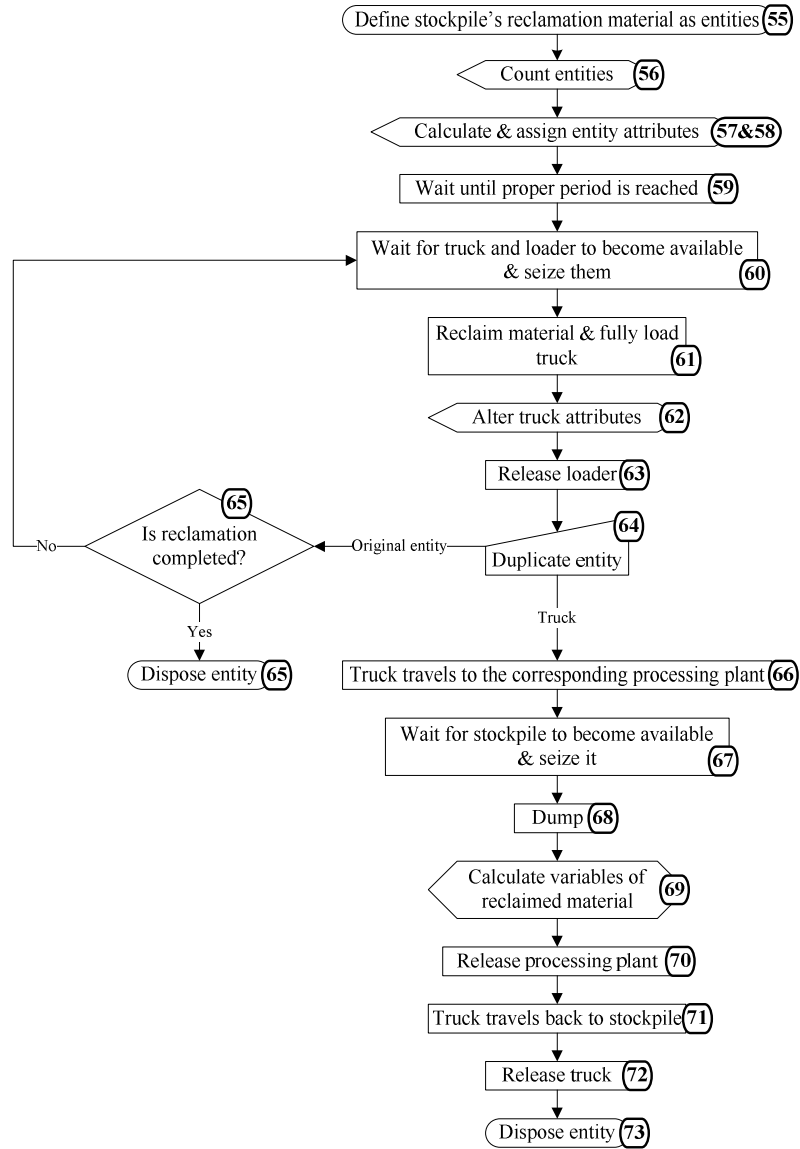 Define stockpile's reclamation material as entities 55
Count entities 56
Calculate & assign entity attributes 57&58
Wait until proper period is reached 59
Wait for truck and loader to become available
& seize them 60
Reclaim material & fully load
truck 61
Alter truck attributes 62
Release loader 63
64
Duplicate entity
Original entity
65
Is reclamation
completed?
No
Yes
Dispose entity 65
Truck
Truck travels to the corresponding processing plant 66
Wait for stockpile to become available
& seize it 67
Dump 68
Calculate variables of
reclaimed material 69
Release processing plant 70
Truck travels back to stockpile 71
Release truck 72
Dispose entity 73